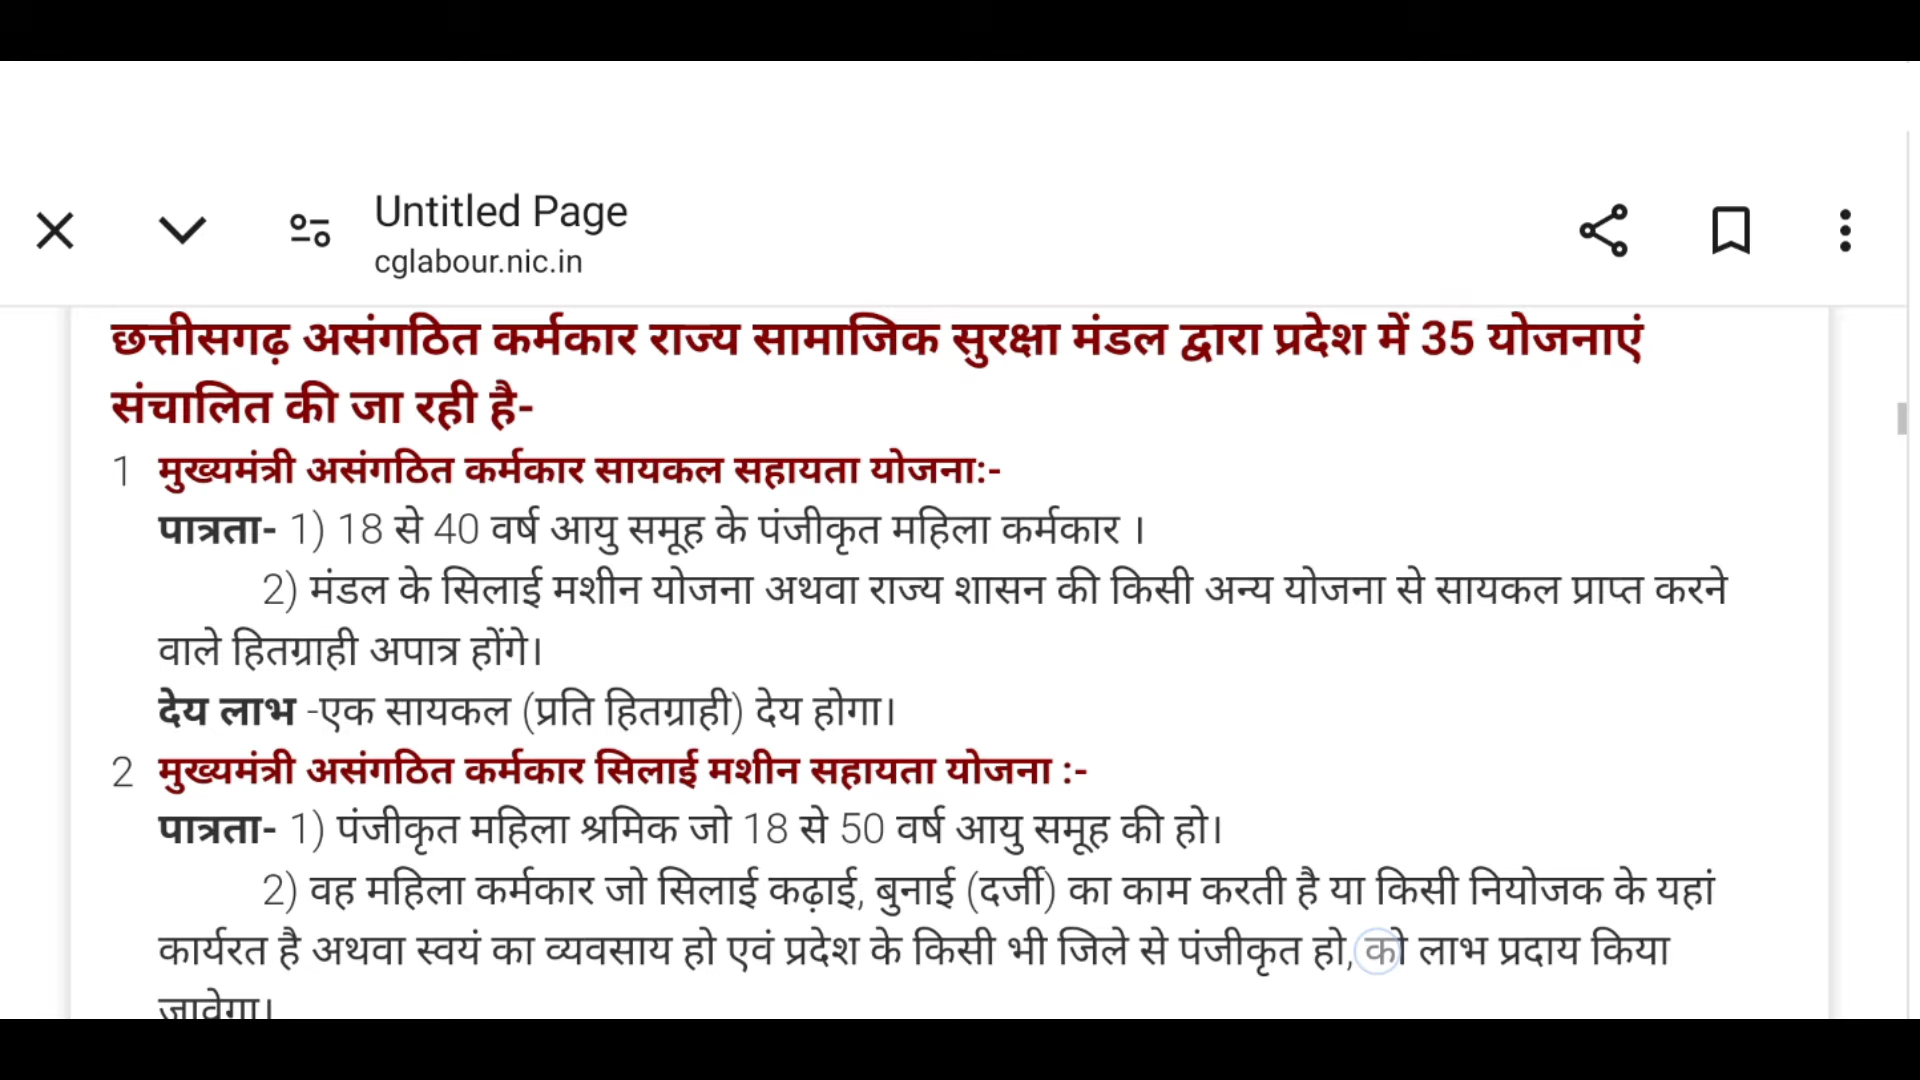 Untitled Page
cglabour.nic.in
छत्तीसगढ़ असंगठित कर्मकार राज्य सामाजिक सुरक्षा मंडल द्वारा प्रदेश में 35 योजनाएं
संचालित की जा रही है-
1 मुख्यमंत्री असंगठित कर्मकार सायकल सहायता योजना:-
पात्रता- 1) 18 से 40 वर्ष आयु समूह के पंजीकृत महिला कर्मकार ।
2) मंडल के सिलाई मशीन योजना अथवा राज्य शासन की किसी अन्य योजना से सायकल प्राप्त करने
वाले हितग्राही अपात्र होंगे।
देय लाभ -एक सायकल (प्रति हितग्राही) देय होगा।
2 मुख्यमंत्री असंगठित कर्मकार सिलाई मशीन सहायता योजना :-
पात्रता- 1) पंजीकृत महिला श्रमिक जो 18 से 50 वर्ष आयु समूह की हो।
2) वह महिला कर्मकार जो सिलाई कढ़ाई, बुनाई (दर्जी) का काम करती है या किसी नियोजक के यहां
कार्यरत है अथवा स्वयं का व्यवसाय हो एवं प्रदेश के किसी भी जिले से पंजीकृत हो, को लाभ प्रदाय किया
जावेगा।